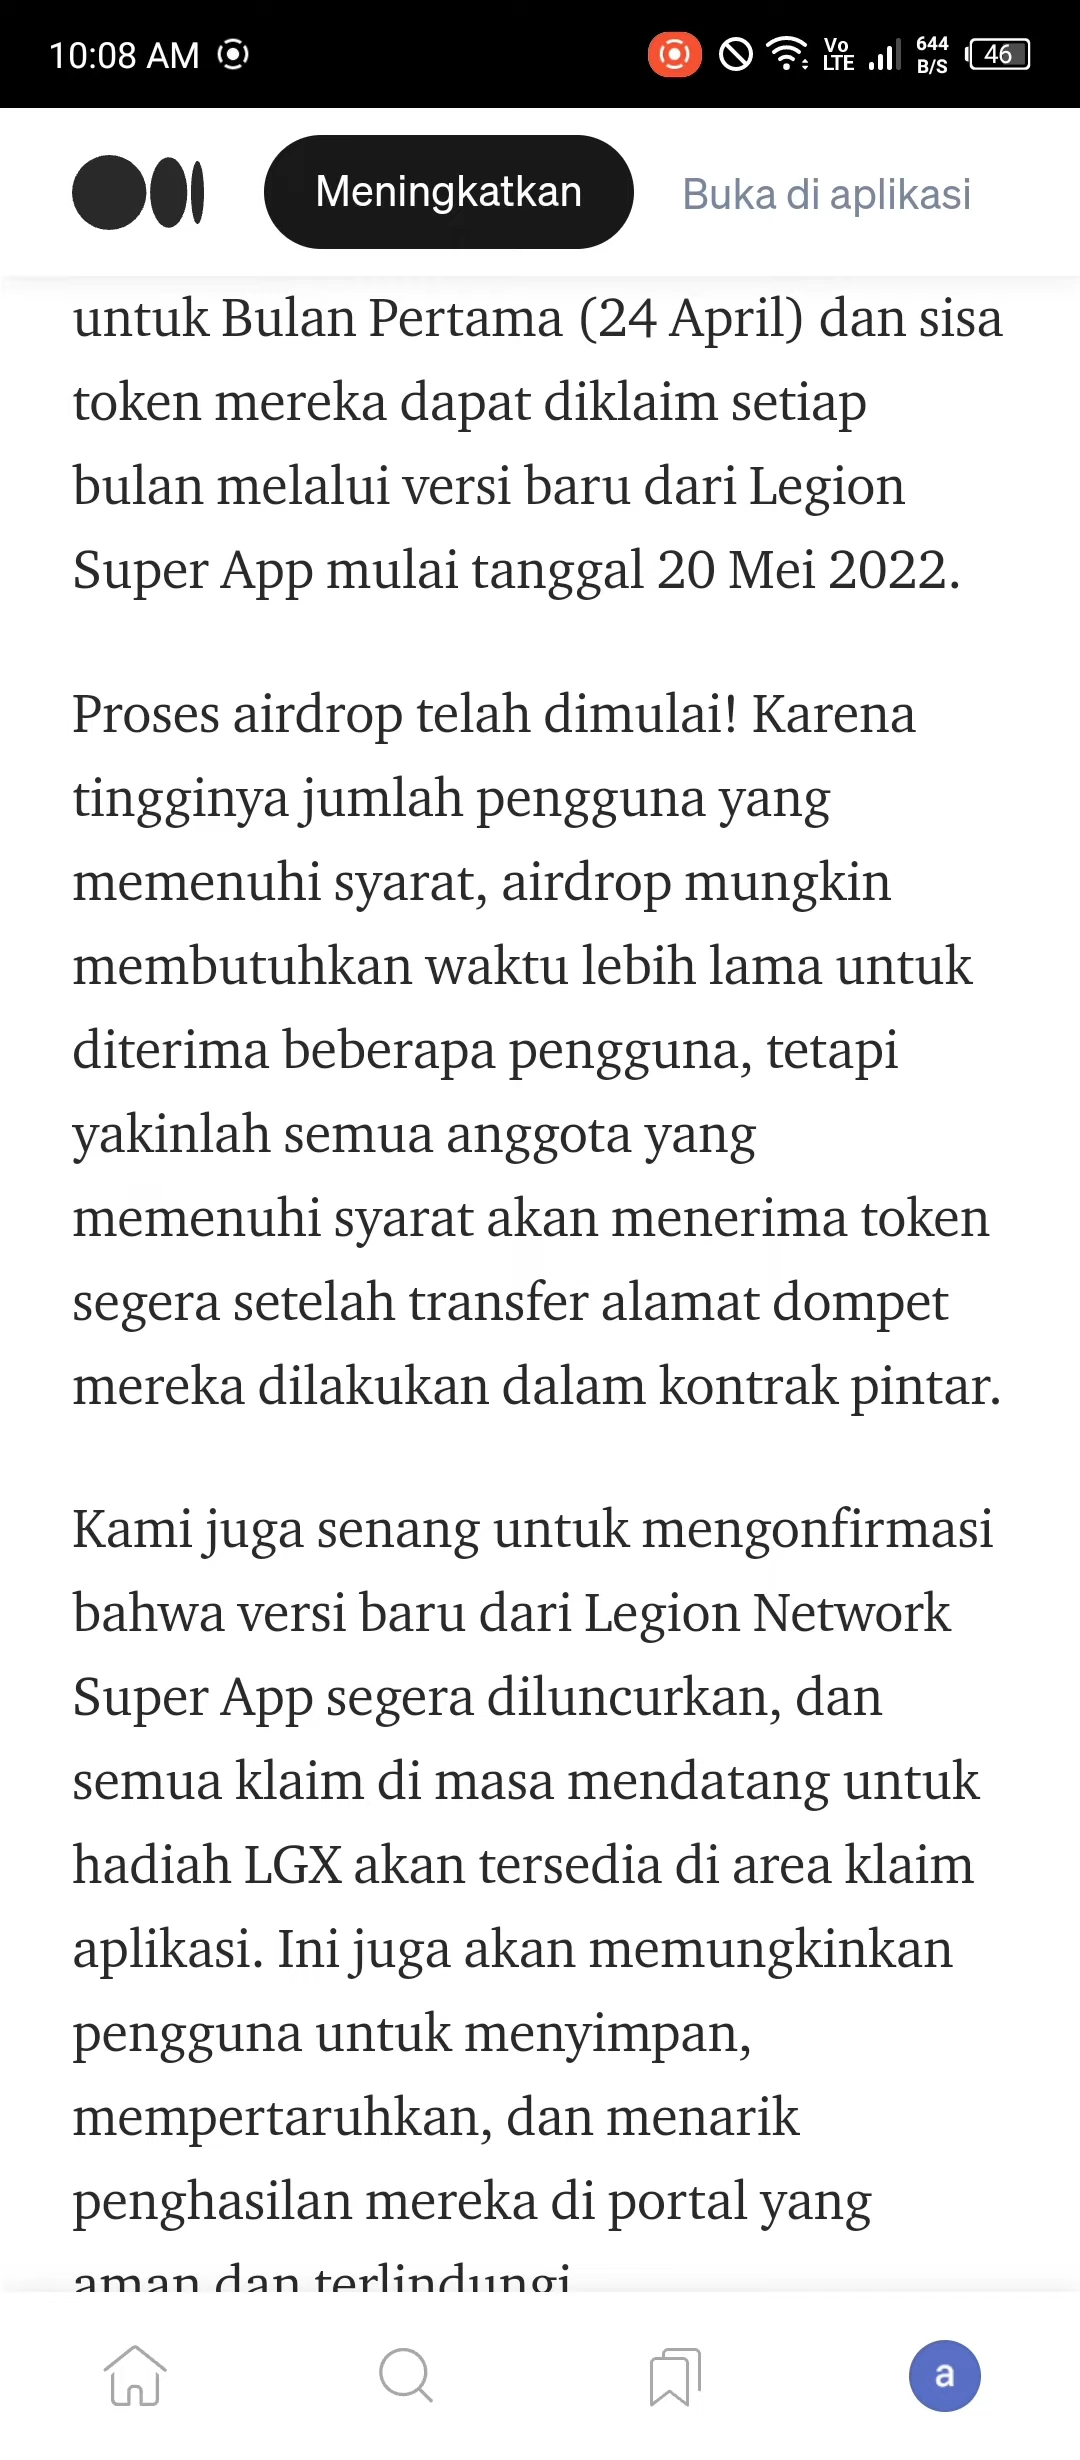 10:08 AM
Vo LTE
644 B/S
46
Meningkatkan
Buka di aplikasi
untuk Bulan Pertama (24 April) dan sisa
token mereka dapat diklaim setiap
bulan melalui versi baru dari Legion
Super App mulai tanggal 20 Mei 2022.
Proses airdrop telah dimulai! Karena
tingginya jumlah pengguna yang
memenuhi syarat, airdrop mungkin
membutuhkan waktu lebih lama untuk
diterima beberapa pengguna, tetapi
yakinlah semua anggota yang
memenuhi syarat akan menerima token
segera setelah transfer alamat dompet
mereka dilakukan dalam kontrak pintar.
Kami juga senang untuk mengonfirmasi
bahwa versi baru dari Legion Network
Super App segera diluncurkan, dan
semua klaim di masa mendatang untuk
hadiah LGX akan tersedia di area klaim
aplikasi. Ini juga akan memungkinkan
pengguna untuk menyimpan,
mempertaruhkan, dan menarik
penghasilan mereka di portal yang
aman dan terlindungi
a